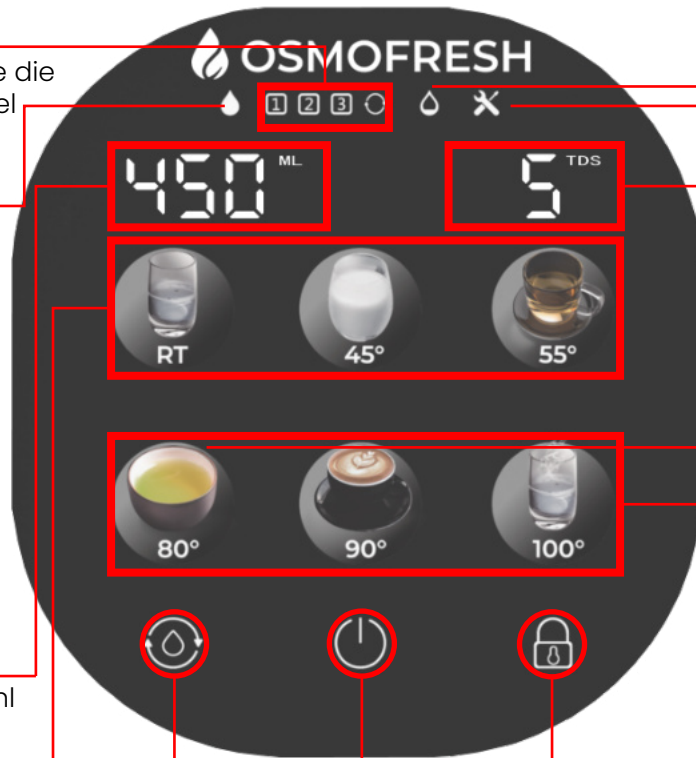 OSMOFRESH
e die
el
1 2 3
450 ML
5 TDS
RT 45° 55°
80° 90° 100°
hl